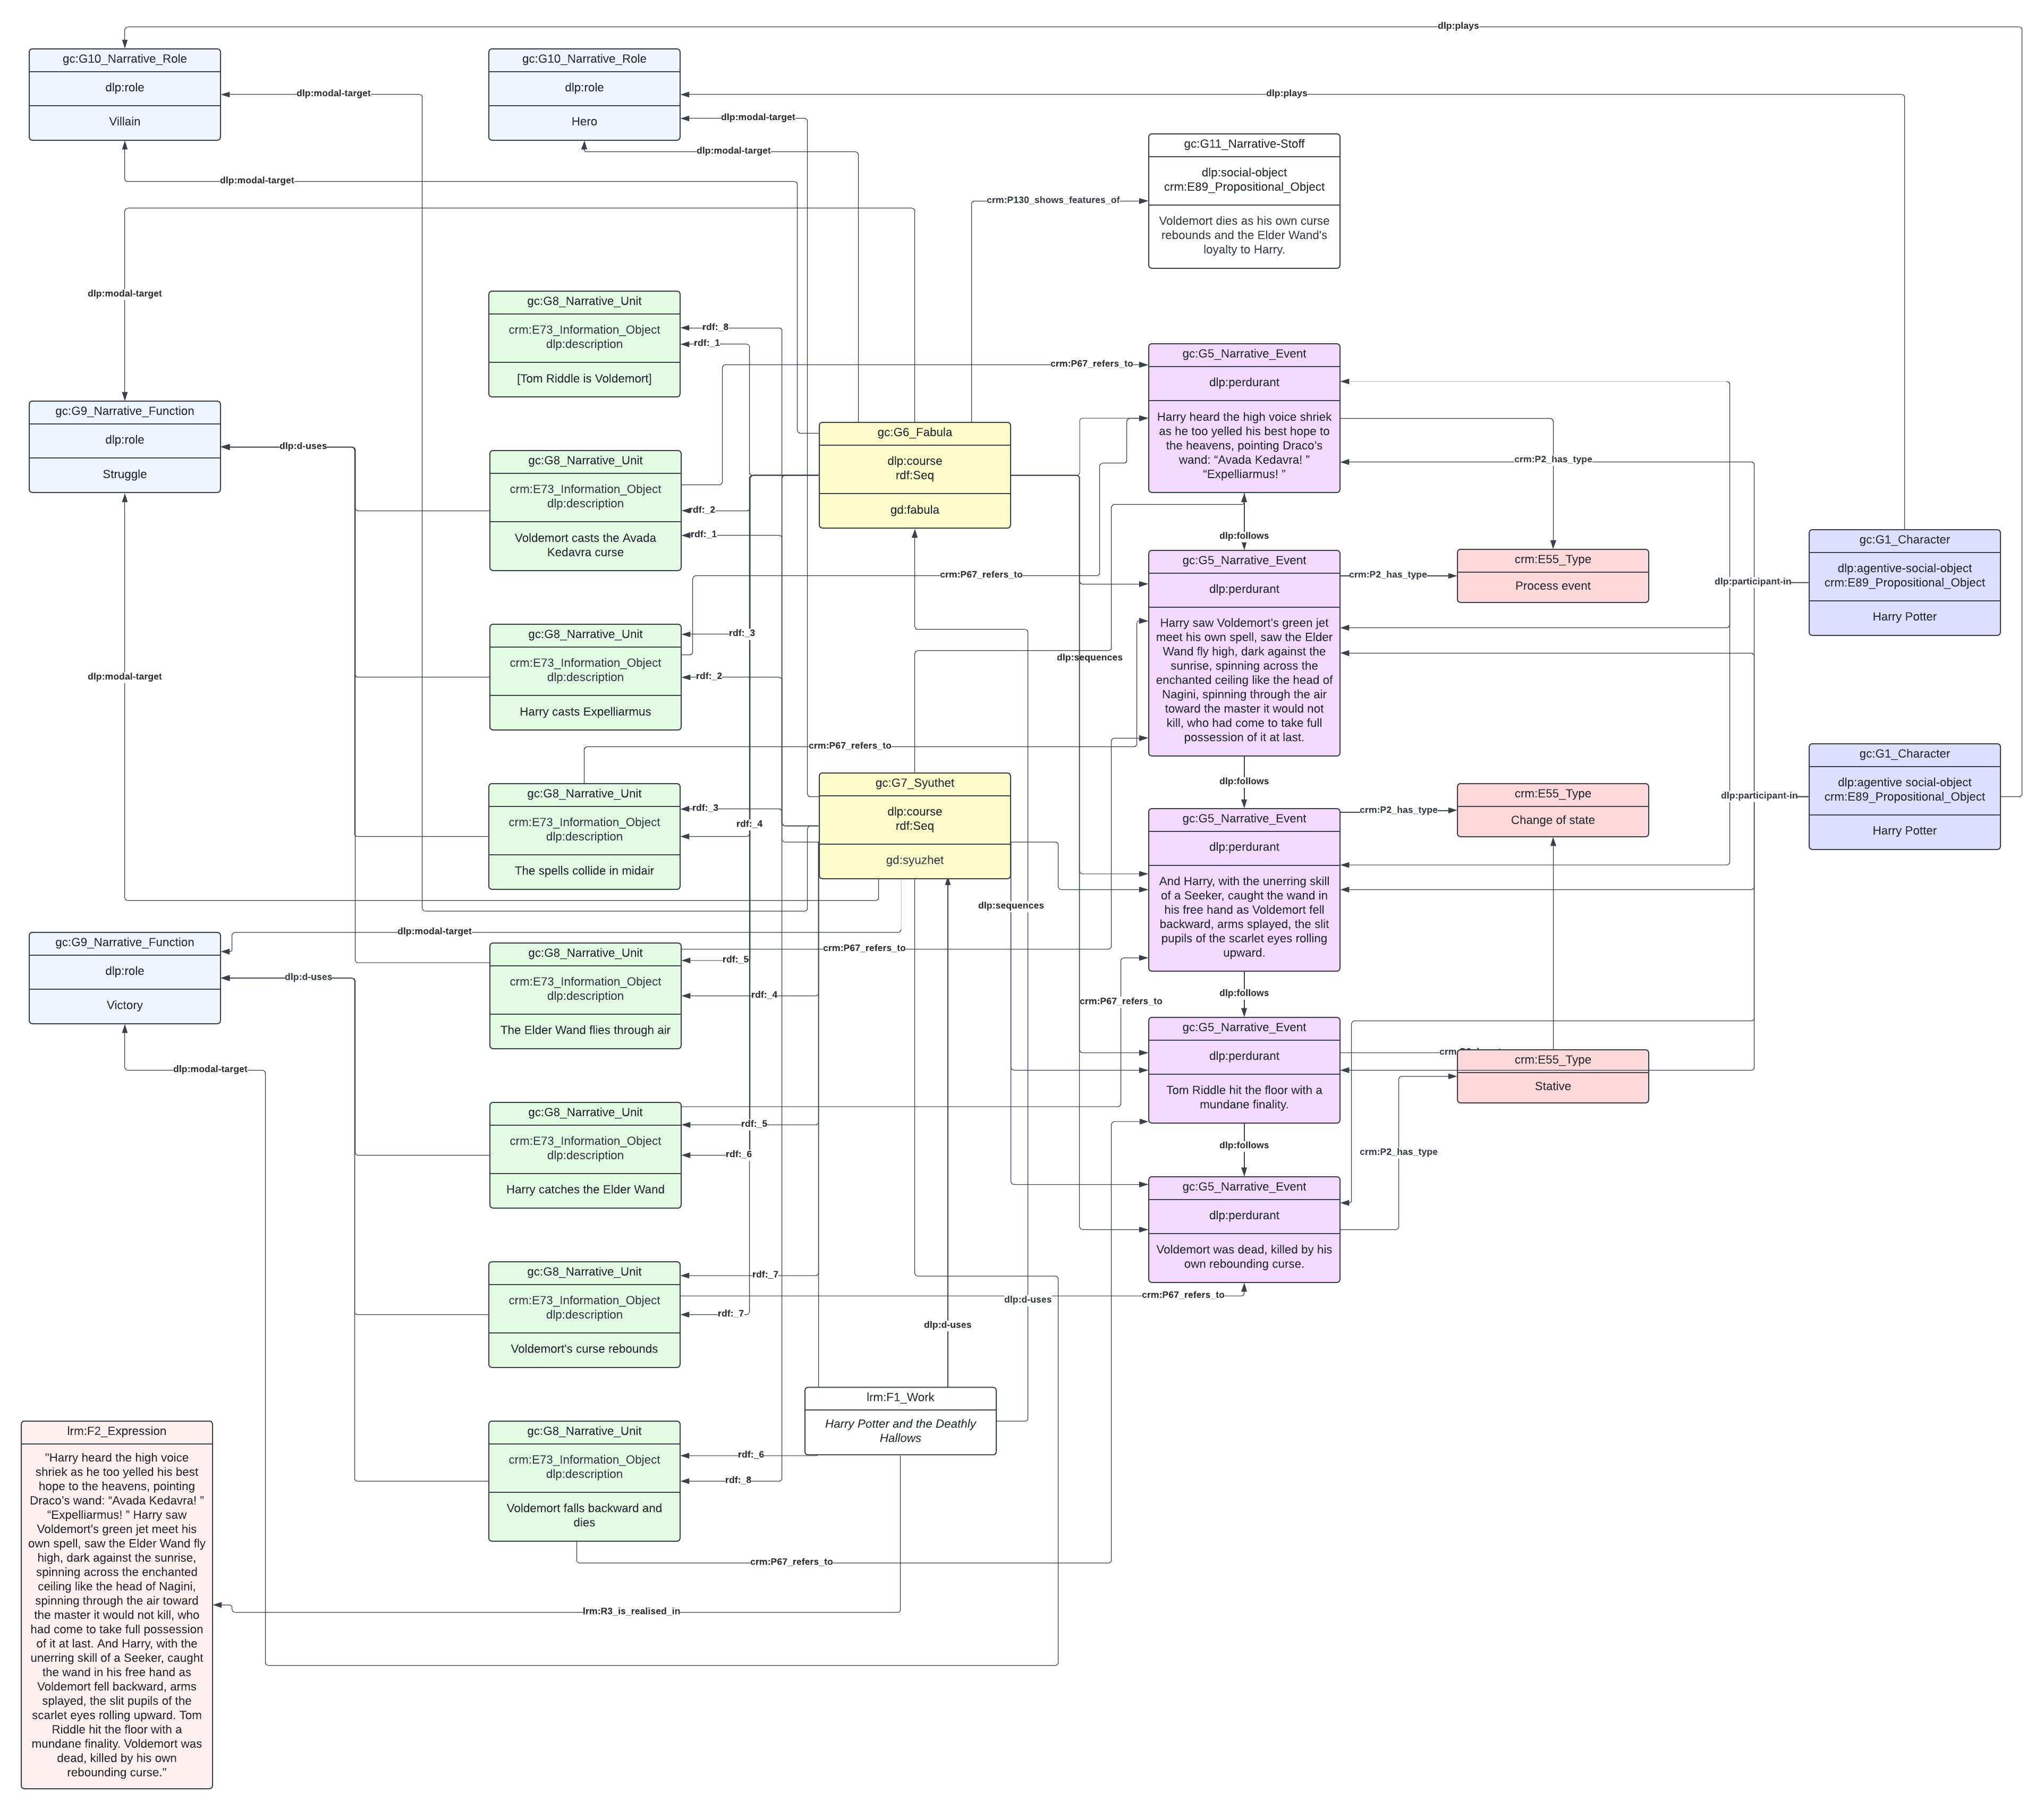 dlp:plays
gc:G10_Narrative_Role
dlp:role
Villain
gc:G10_Narrative_Role
dlp:role
Hero
dlp:modal-target
dlp:plays
dlp:modal-target
dlp:modal-target
dlp:modal-target
gc:G11_Narrative-Stoff
dlp:social-object
crm:E89_Propositional_Object
Voldemort dies as his own curse
rebounds and the Elder Wand's
loyalty to Harry.
crm:P130_shows_features_of
dlp:modal-target
gc:G8_Narrative_Unit
crm:E73_Information_Object
dlp:description
[Tom Riddle is Voldemort]
rdf:_8
rdf:_1
crm:P67_refers_to
gc:G5_Narrative_Event
dlp:perdurant
Harry heard the high voice shriek
as he too yelled his best hope to
the heavens, pointing Draco's
wand: “Avada Kedavra! ”
“Expelliarmus! ”
gc:G9_Narrative_Function
dlp:role
Struggle
dlp:d-uses
gc:G8_Narrative_Unit
crm:E73_Information_Object
dlp:description
Voldemort casts the Avada
Kedavra curse
rdf:_2
rdf:_1
gc:G6_Fabula
dlp:course
rdf:Seq
gd:fabula
crm:P2_has_type
dlp:follows
crm:P67_refers_to
gc:G5_Narrative_Event
dlp:perdurant
Harry saw Voldemort's green jet
meet his own spell, saw the Elder
Wand fly high, dark against the
sunrise, spinning across the
enchanted ceiling like the head of
Nagini, spinning through the air
toward the master it would not
kill, who had come to take full
possession of it at last.
crm:P2_has_type
crm:E55_Type
Process event
dlp:participant-in
gc:G1_Character
dlp:agentive-social-object
crm:E89_Propositional_Object
Harry Potter
gc:G8_Narrative_Unit
crm:E73_Information_Object
dlp:description
Harry casts Expelliarmus
rdf:_3
rdf:_2
dlp:sequences
dlp:modal-target
crm:P67_refers_to
gc:G8_Narrative_Unit
crm:E73_Information_Object
dlp:description
The spells collide in midair
rdf:_3
rdf:_4
gc:G7_Syuthet
dlp:course
rdf:Seq
gd:syuzhet
dlp:follows
gc:G5_Narrative_Event
dlp:perdurant
And Harry, with the unerring skill
of a Seeker, caught the wand in
his free hand as Voldemort fell
backward, arms splayed, the slit
pupils of the scarlet eyes rolling
upward.
crm:P2_has_type
crm:E55_Type
Change of state
dlp:participant-in
gc:G1_Character
dlp:agentive social-object
crm:E89_Propositional_Object
Harry Potter
dlp:sequences
dlp:modal-target
gc:G9_Narrative_Function
dlp:role
Victory
dlp:d-uses
crm:P67_refers_to
gc:G8_Narrative_Unit
crm:E73_Information_Object
dlp:description
The Elder Wand flies through air
rdf:_5
rdf:_4
crm:P67_refers_to
dlp:follows
gc:G5_Narrative_Event
dlp:perdurant
Tom Riddle hit the floor with a
mundane finality.
crm:E55_Type
Stative
dlp:modal-target
gc:G8_Narrative_Unit
crm:E73_Information_Object
dlp:description
Harry catches the Elder Wand
rdf:_5
rdf:_6
dlp:follows
crm:P2_has_type
gc:G5_Narrative_Event
dlp:perdurant
Voldemort was dead, killed by his
own rebounding curse.
gc:G8_Narrative_Unit
crm:E73_Information_Object
dlp:description
Voldemort's curse rebounds
rdf:_7
rdf:_7
crm:P67_refers_to
dlp:d-uses
dlp:d-uses
lrm:F1_Work
Harry Potter and the Deathly
Hallows
gc:G8_Narrative_Unit
crm:E73_Information_Object
dlp:description
Voldemort falls backward and
dies
rdf:_6
rdf:_8
crm:P67_refers_to
lrm:R3_is_realised_in
lrm:F2_Expression
"Harry heard the high voice
shriek as he too yelled his best
hope to the heavens, pointing
Draco's wand: “Avada Kedavra! ”
“Expelliarmus! ” Harry saw
Voldemort's green jet meet his
own spell, saw the Elder Wand fly
high, dark against the sunrise,
spinning across the enchanted
ceiling like the head of Nagini,
spinning through the air toward
the master it would not kill, who
had come to take full possession
of it at last. And Harry, with the
unerring skill of a Seeker, caught
the wand in his free hand as
Voldemort fell backward, arms
splayed, the slit pupils of the
scarlet eyes rolling upward. Tom
Riddle hit the floor with a
mundane finality. Voldemort was
dead, killed by his own
rebounding curse."